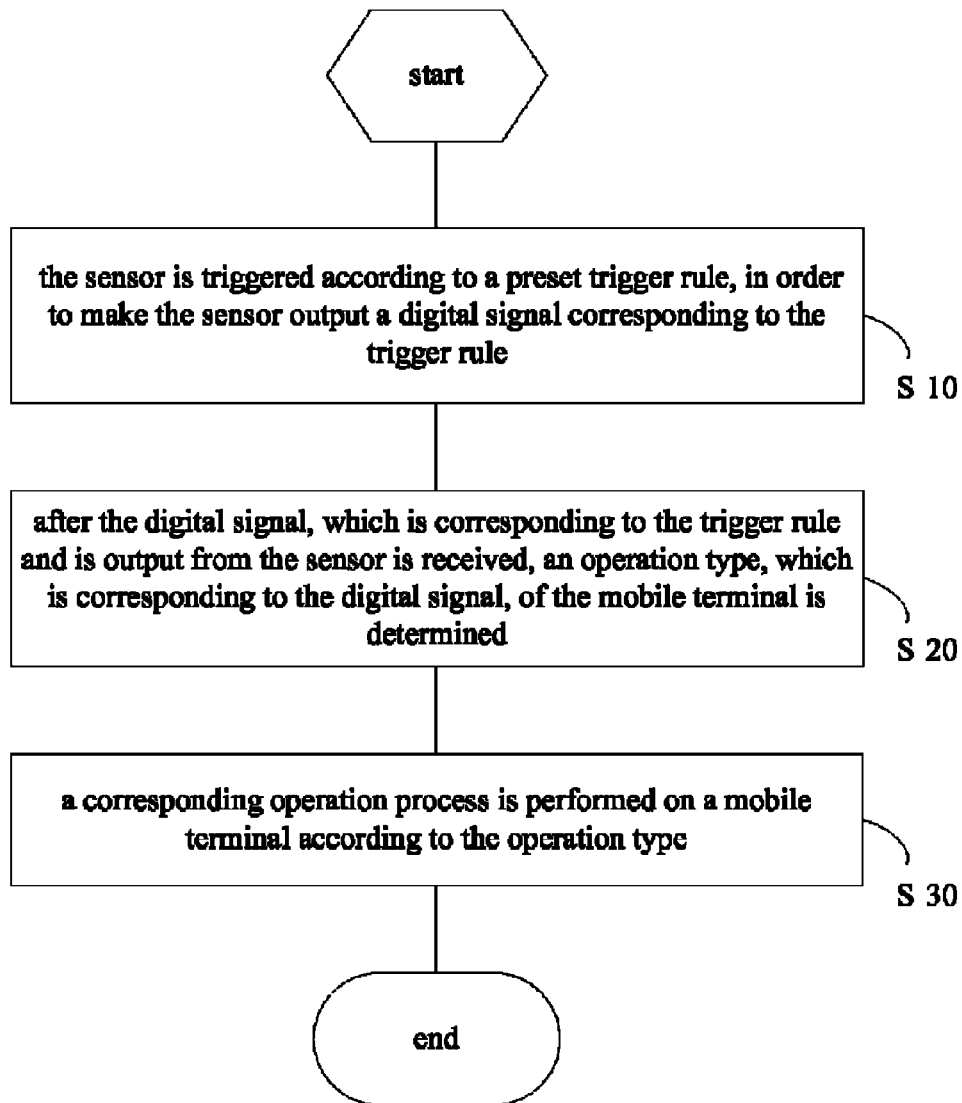 start
the sensor is triggered according to a preset trigger rule, in order
to make the sensor output a digital signal corresponding to the
trigger rule
S 10
after the digital signal, which is corresponding to the trigger rule
and is output from the sensor is received, an operation type, which
is corresponding to the digital signal, of the mobile terminal is
determined
S 20
a corresponding operation process is performed on a mobile
terminal according to the operation type
S 30
end